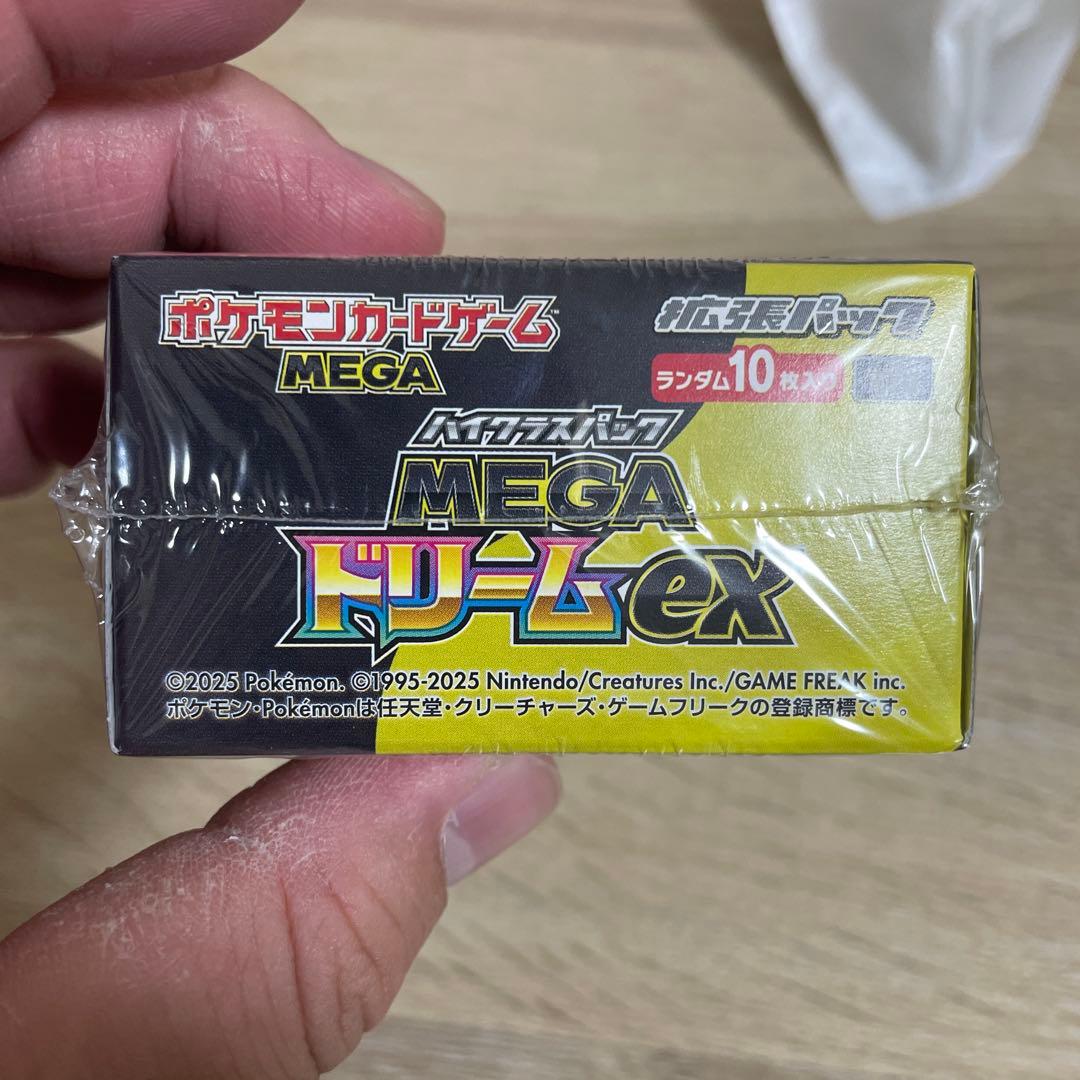 ポケモンカードゲーム™
MEGA
拡張パック
ランダム10枚入り
ハイクラスパック
MEGA
ドリームex
©2025 Pokémon. ©1995-2025 Nintendo/Creatures Inc./GAME FREAK inc.
ポケモン・Pokémonは任天堂・クリーチャーズ・ゲームフリークの登録商標です。